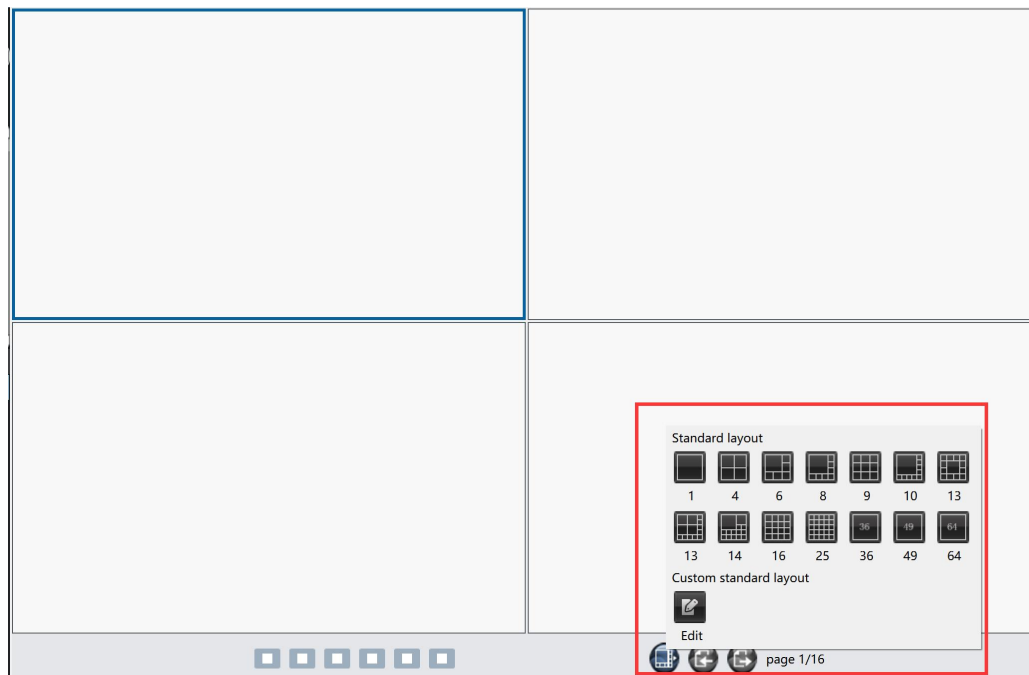 Standard layout
1 4 6 8 9 10 13
36 49 64
13 14 16 25 36 49 64
Custom standard layout
Edit
page 1/16